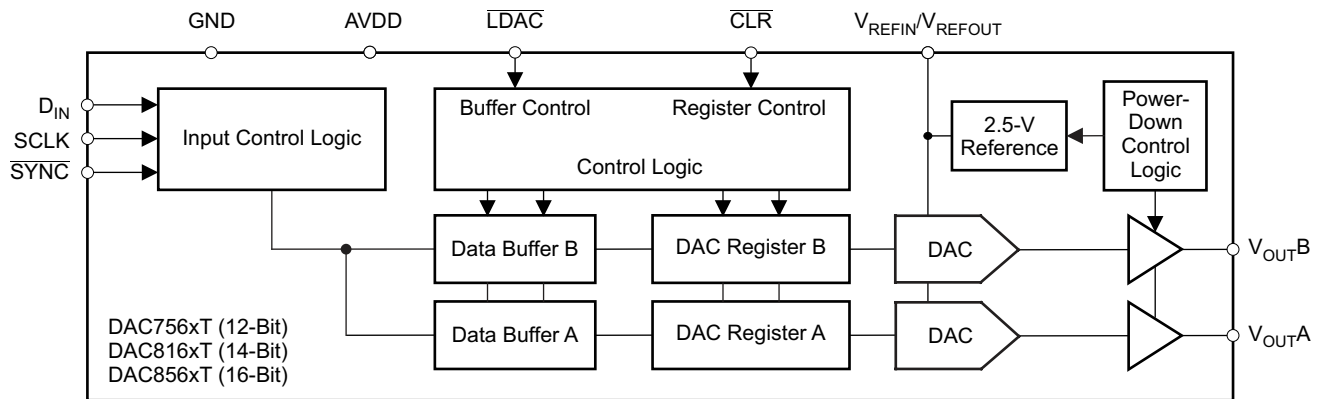 GND
AVDD
LDAC
CLR
VREFIN/VREFOUT
DIN
SCLK
SYNC
Input Control Logic
Buffer Control
Register Control
Control Logic
2.5-V
Reference
Power-
Down
Control
Logic
Data Buffer B
DAC Register B
DAC
VOUTB
Data Buffer A
DAC Register A
DAC
VOUTA
DAC756xT (12-Bit)
DAC816xT (14-Bit)
DAC856xT (16-Bit)